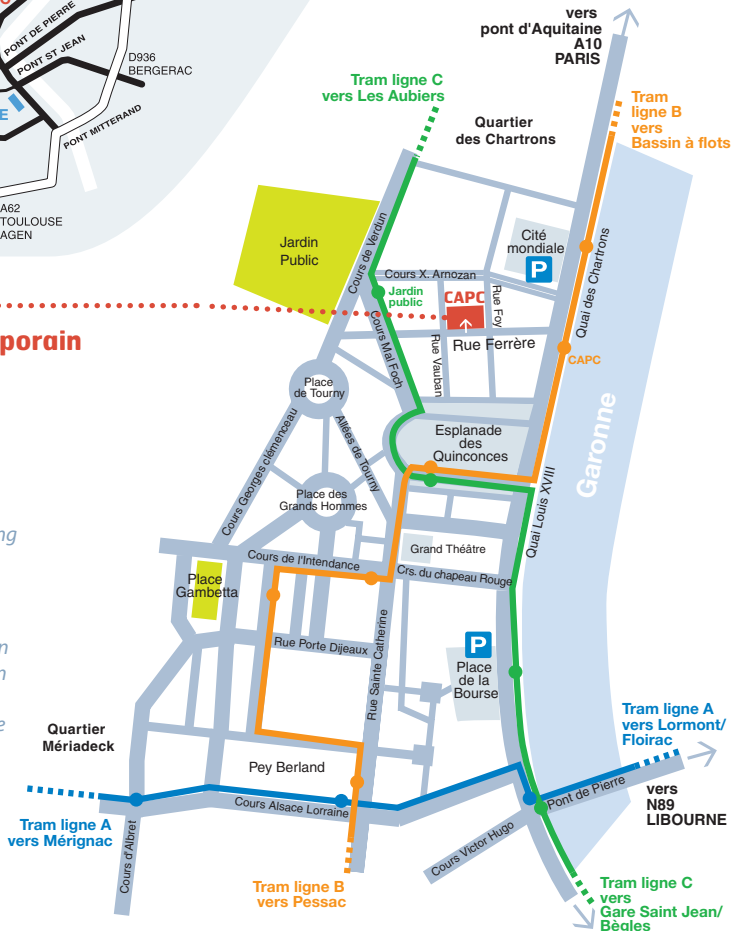 PONT DE PIERRE
PONT ST JEAN
D936
BERGERAC
PONT MITTERAND
E
A62
TOULOUSE
AGEN
porain
ng
n
n
e
vers
pont d'Aquitaine
A10
PARIS
Tram ligne C
vers Les Aubiers
Tram
ligne B
vers
Bassin à flots
Quartier
des Chartrons
Jardin
Public
Cours de Verdun
Cité
mondiale
P
Quai des Chartrons
Cours X. Arnozan
Jardin
public
CAPC
Rue Foy
Cours Mal Foch
Rue Vauban
Rue Ferrère
CAPC
Place
de Tourny
Garonne
Cours Georges clémenceau
Allées de Tourny
Esplanade
des
Quinconces
Quai Louis XVIII
Place des
Grands Hommes
Grand Théâtre
Cours de l'Intendance
Crs. du chapeau Rouge
Place
Gambetta
Rue Porte Dijeaux
Rue Sainte Catherine
P
Place
de la
Bourse
Quartier
Mériadeck
Tram ligne A
vers Lormont/
Floirac
Pey Berland
Cours Alsace Lorraine
Pont de Pierre
vers
N89
LIBOURNE
Tram ligne A
vers Mérignac
Cours d'Albret
Cours Victor Hugo
Tram ligne B
vers Pessac
Tram ligne C
vers
Gare Saint Jean/
Bègles